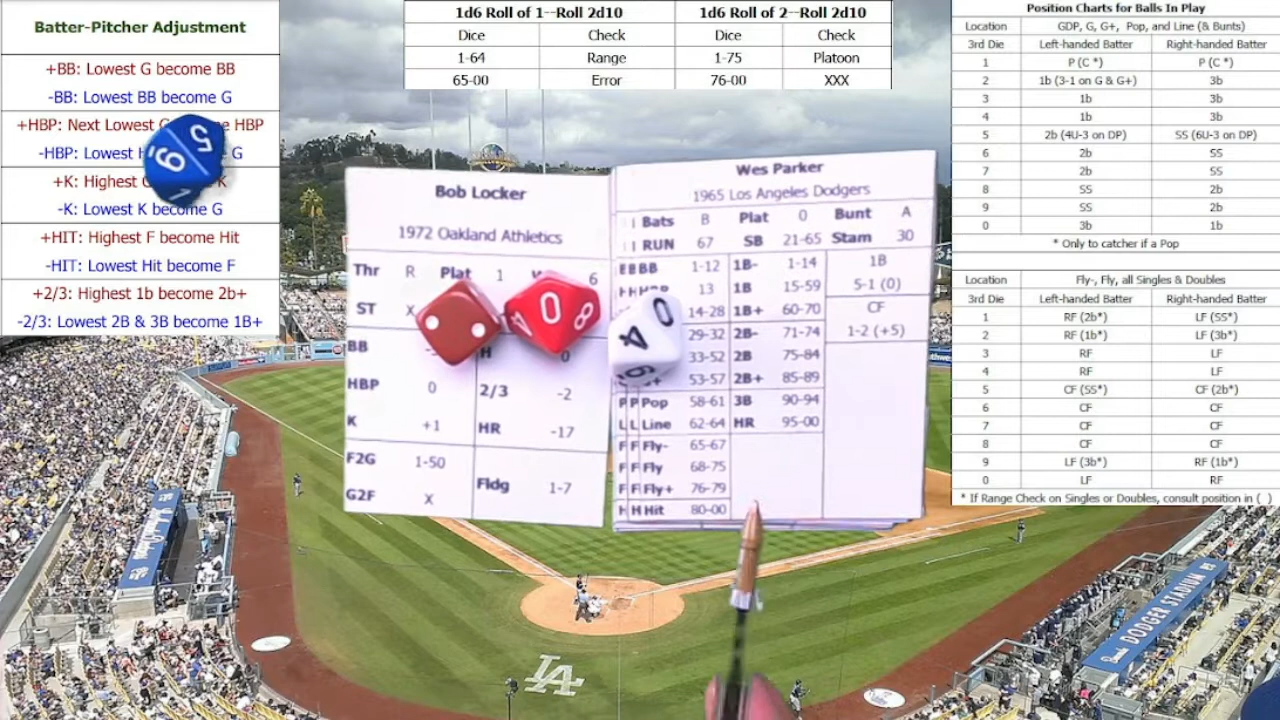 Batter-Pitcher Adjustment
+BB: Lowest G become BB
-BB: Lowest BB become G
+HBP: Next Lowest G become HBP
-HBP: Lowest H G
+K: Highest K
-K: Lowest K become G
+HIT: Highest F become Hit
-HIT: Lowest Hit become F
+2/3: Highest 1b become 2b+
-2/3: Lowest 2B & 3B become 1B+
1d6 Roll of 1--Roll 2d10 1d6 Roll of 2--Roll 2d10
Dice Check Dice Check
1-64 Range 1-75 Platoon
65-00 Error 76-00 XXX
Position Charts for Balls In Play
Location GDP, G, G+, Pop, and Line (& Bunts)
3rd Die Left-handed Batter Right-handed Batter
1 P (C *) P (C *)
2 1b (3-1 on G & G+) 3b
3 1b 3b
4 1b 3b
5 2b (4U-3 on DP) SS (6U-3 on DP)
6 2b SS
7 2b SS
8 SS 2b
9 SS 2b
0 3b 1b
* Only to catcher if a Pop
Location Fly-, Fly, all Singles & Doubles
3rd Die Left-handed Batter Right-handed Batter
1 RF (2b*) LF (SS*)
2 RF (1b*) LF (3b*)
3 RF LF
4 RF LF
5 CF (SS*) CF (2b*)
6 CF CF
7 CF CF
8 CF CF
9 LF (3b*) RF (1b*)
0 LF RF
* If Range Check on Singles or Doubles, consult position in ( )
Bob Locker
1972 Oakland Athletics
Thr R Plat 1 6
ST X
BB H 0
HBP 0 2/3 -2
K +1 HR -17
F2G 1-50 Fldg 1-7
G2F X
Wes Parker
1965 Los Angeles Dodgers
Bats B Plat 0 Bunt A
RUN 67 SB 21-65 Stam 30
BB 1-12 1B- 1-14 1B
13 1B 15-59 5-1 (0)
14-28 1B+ 60-70 CF
29-32 2B- 71-74 1-2 (+5)
33-52 2B 75-84
53-57 2B+ 85-89
Pop 58-61 3B 90-94
Line 62-64 HR 95-00
Fly- 65-67
Fly 68-75
Fly+ 76-79
Hit 80-00
5
9
1
0
4
8
0
4
6
LA
DODGER STADIUM